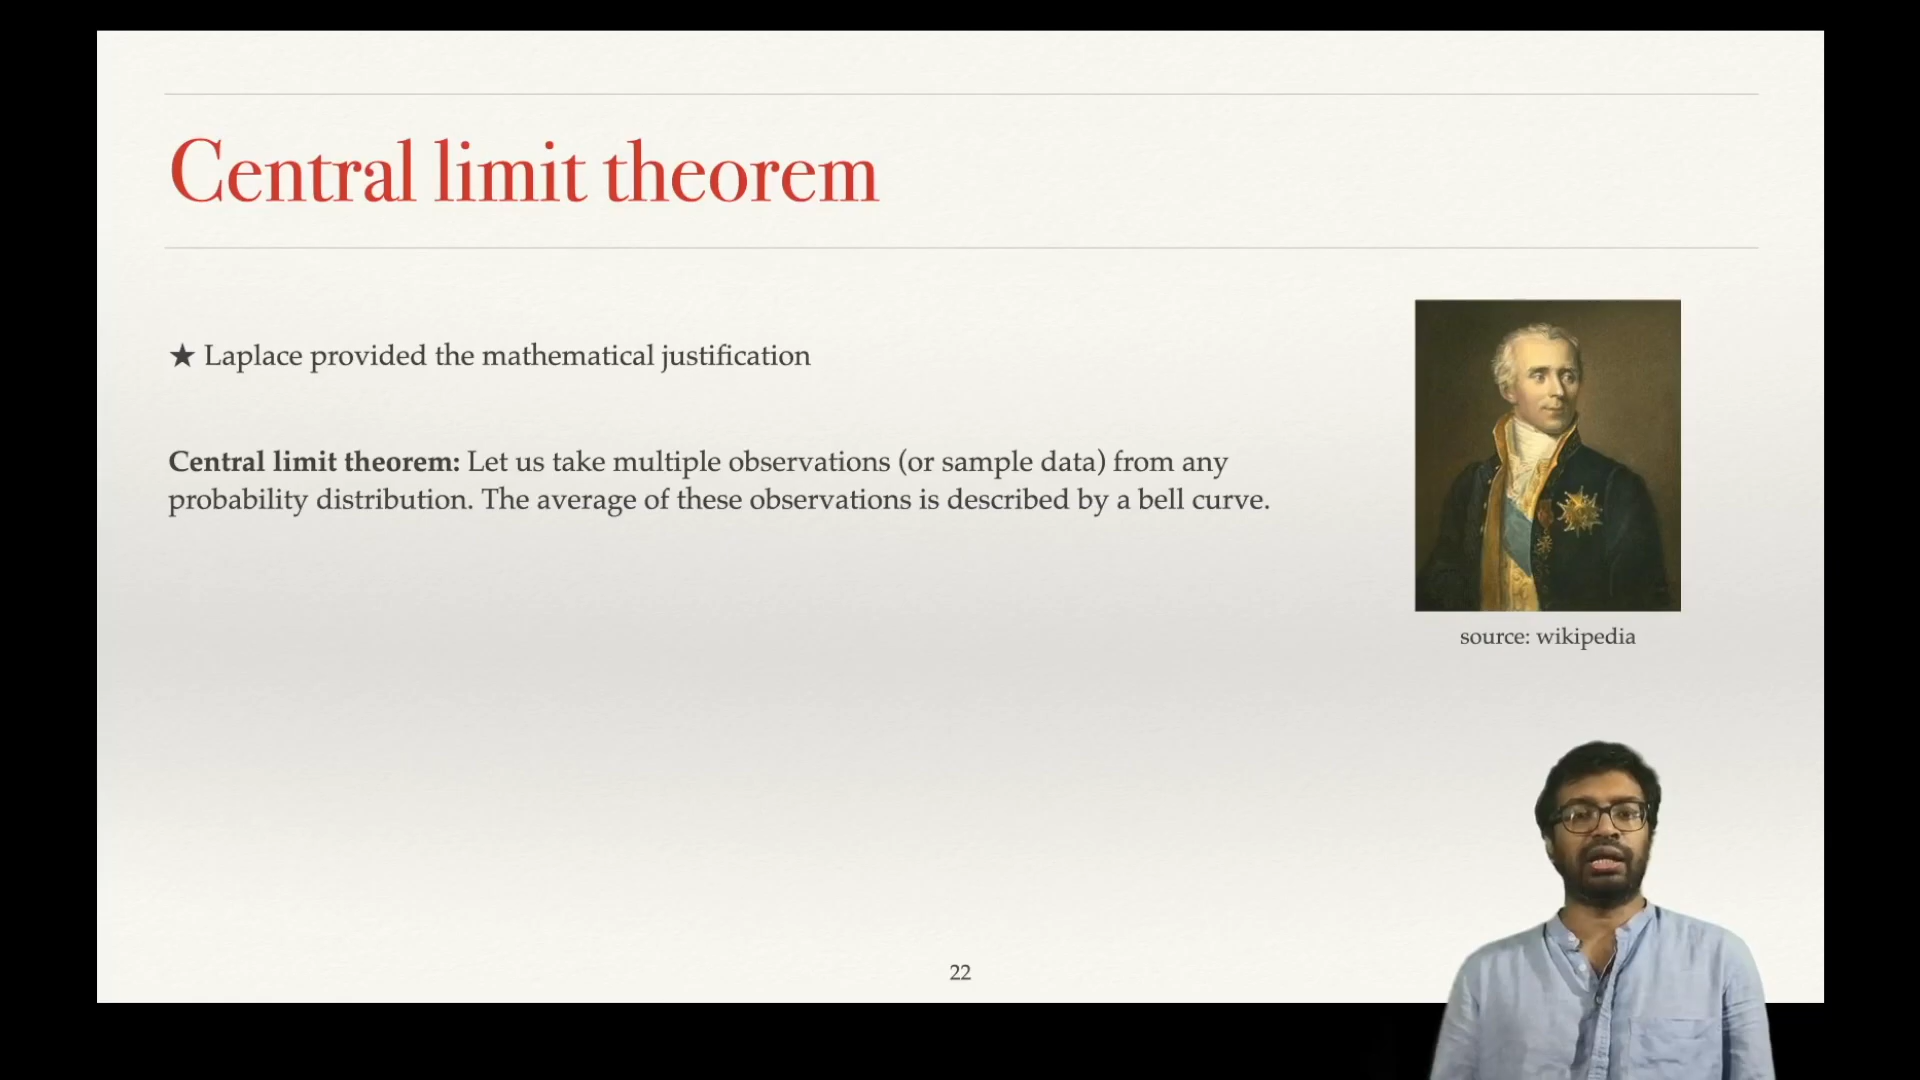 Central limit theorem
★ Laplace provided the mathematical justification
Central limit theorem: Let us take multiple observations (or sample data) from any
probability distribution. The average of these observations is described by a bell curve.
source: wikipedia
22